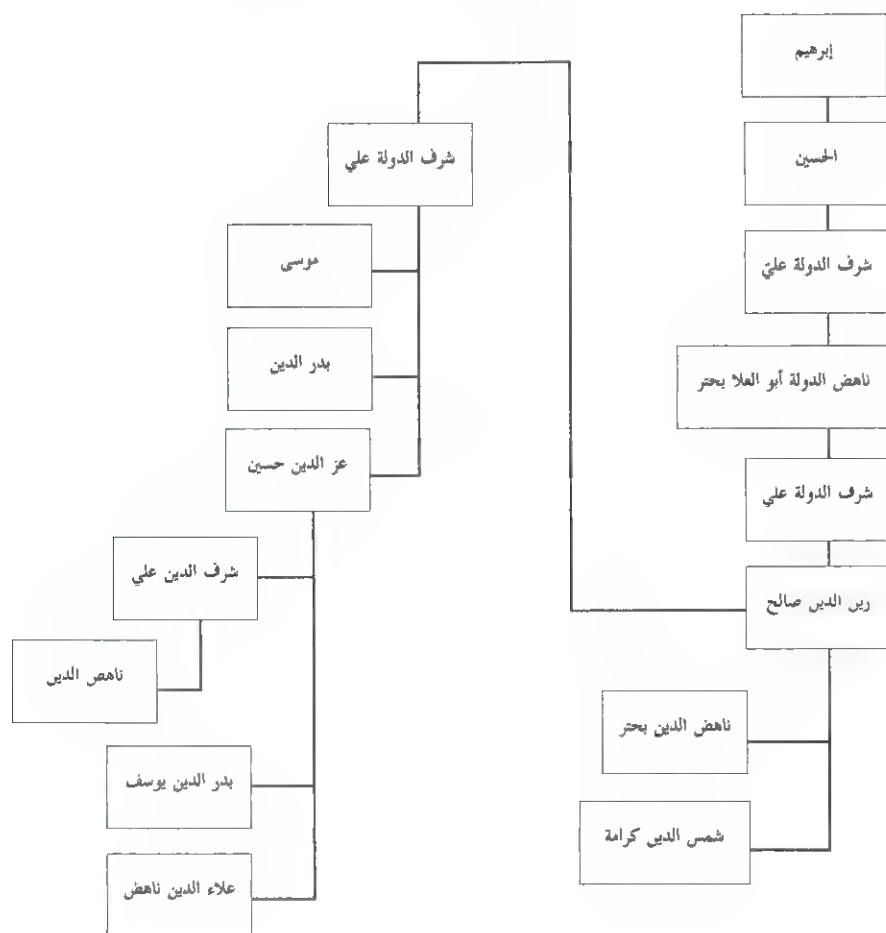 إبرهيم
الحسين
شرف الدولة عليّ
ناهض الدولة أبو العلا بحتر
شرف الدولة علي
رين الدين صالح
ناهض الدين بحتر
شمس الدين كرامة
شرف الدولة علي
موسى
بدر الدين
عز الدين حسين
شرف الدين علي
ناهص الدين
بدر الدين يوسف
علاء الدين ناهض